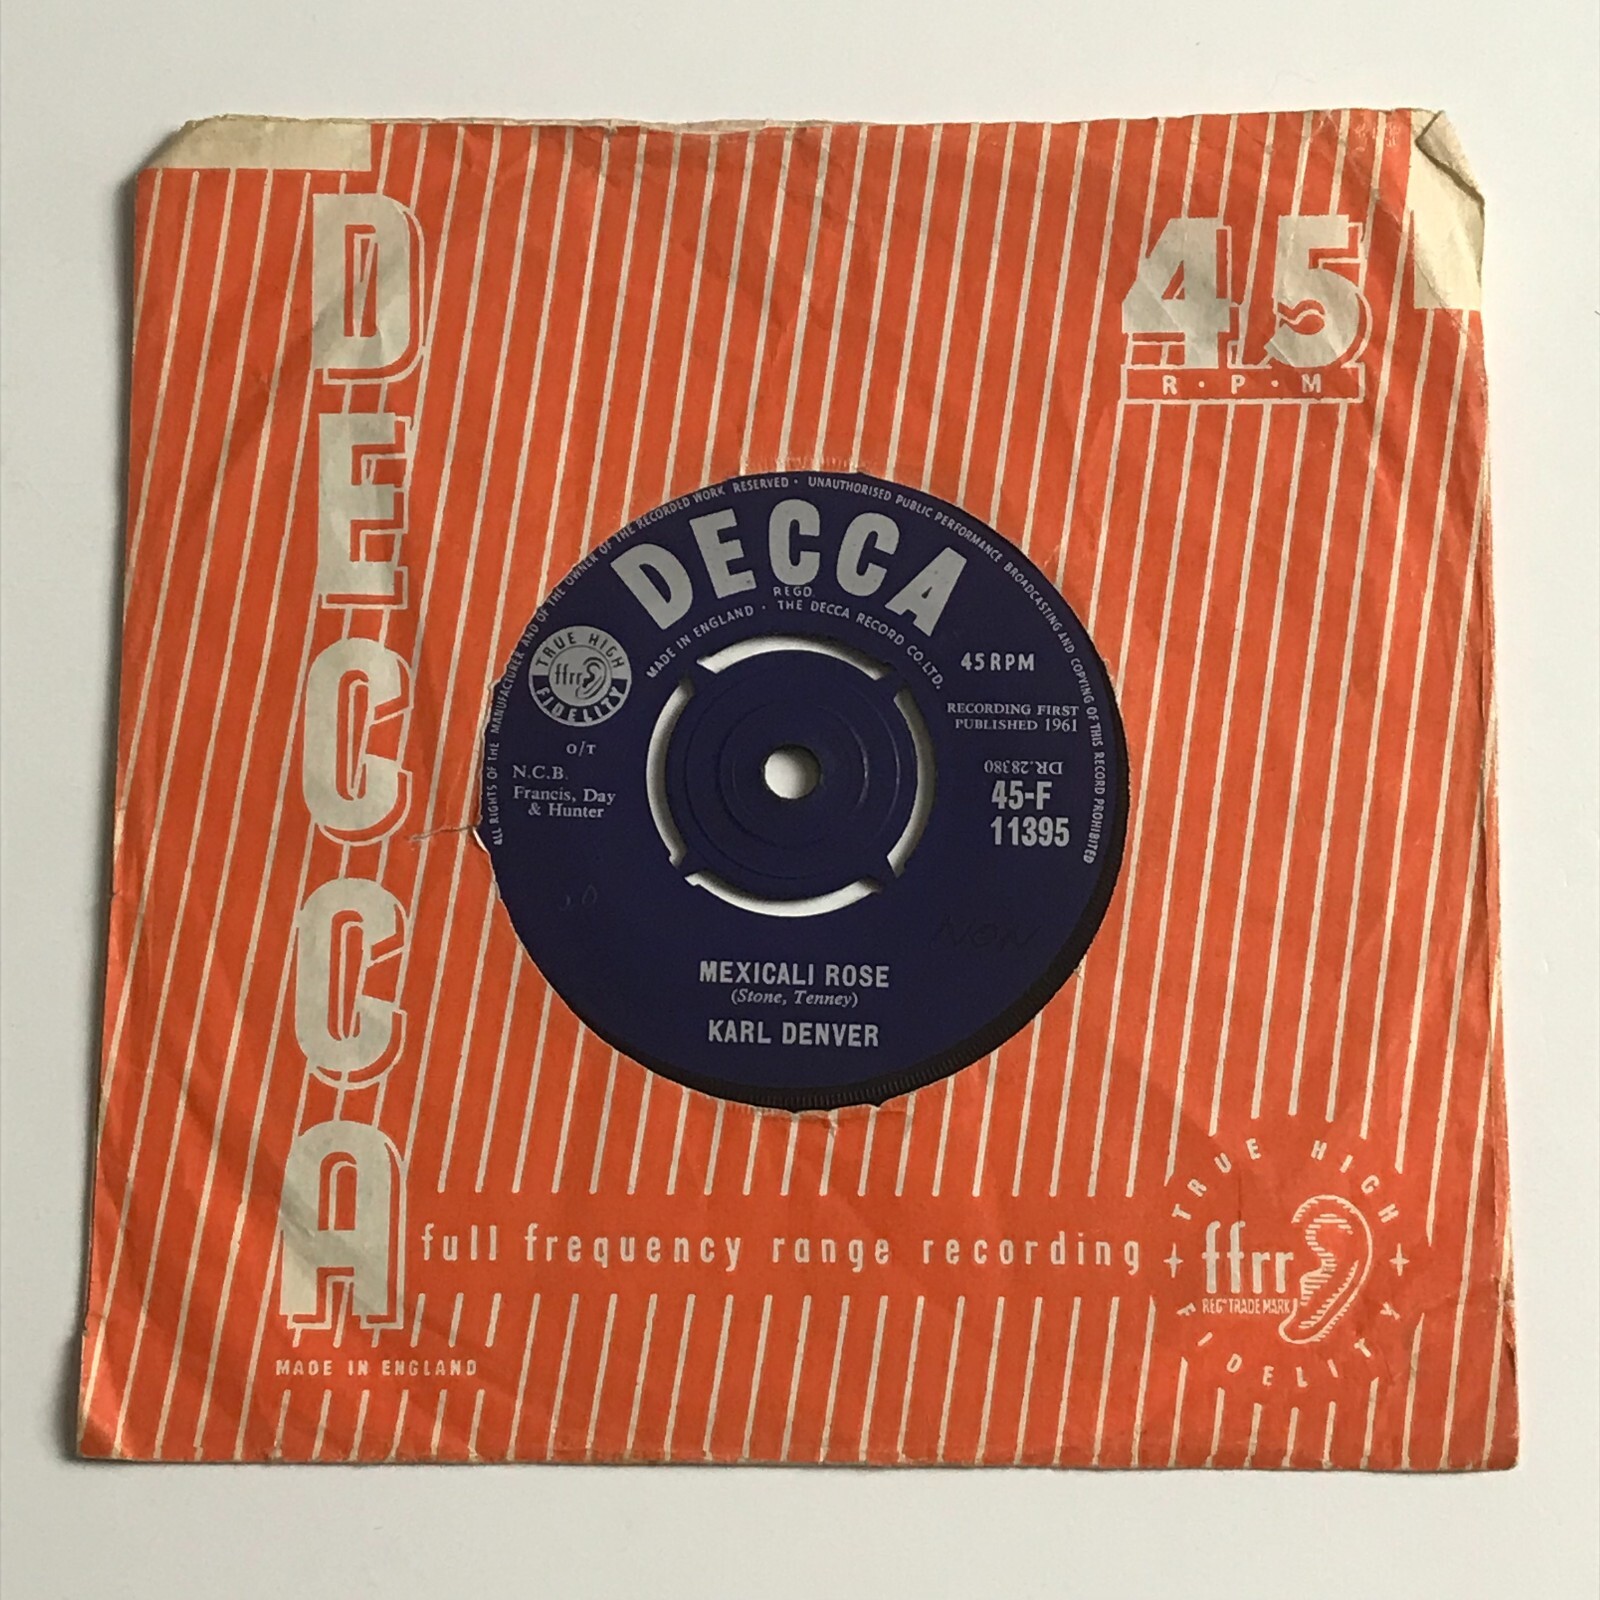 DECCA
45
R·P·M
ALL RIGHTS OF THE MANUFACTURER AND OF THE OWNER OF THE RECORDED WORK RESERVED · UNAUTHORISED PUBLIC PERFORMANCE BROADCASTING AND COPYING OF THIS RECORD PROHIBITED
DECCA
REGD.
MADE IN ENGLAND · THE DECCA RECORD CO. LTD.
TRUE HIGH
ffrr
FIDELITY
45 RPM
RECORDING FIRST
PUBLISHED 1961
O/T
N.C.B.
Francis, Day
& Hunter
DR.28380
45-F
11395
NON
MEXICALI ROSE
(Stone, Tenney)
KARL DENVER
full frequency range recording
TRUE HIGH
ffrr
REGD TRADE MARK
FIDELITY
MADE IN ENGLAND